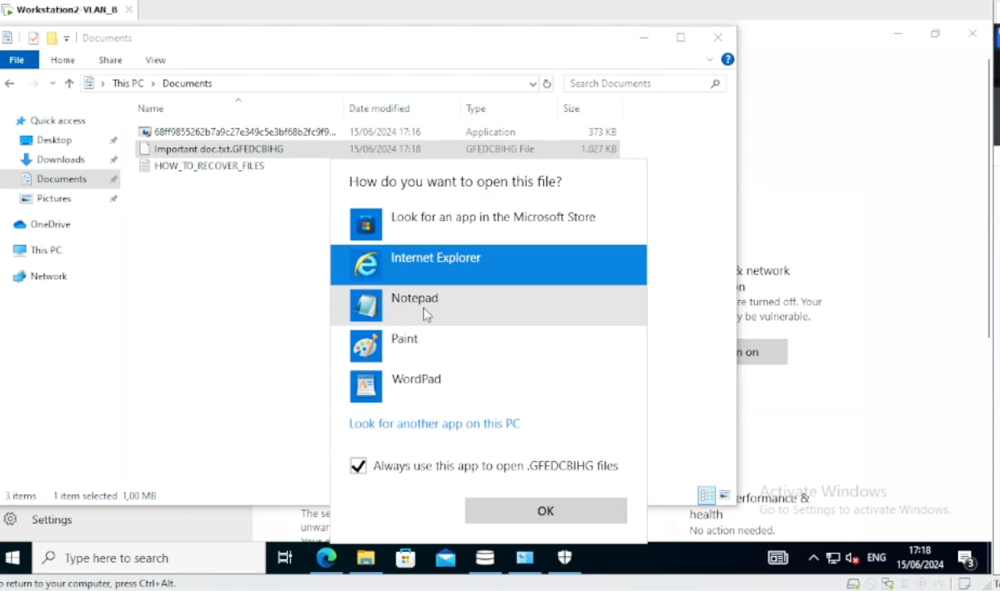 Workstation2-VLAN_B
Documents
File Home Share View
This PC Documents
Search Documents
Name Date modified Type Size
Quick access
Desktop
Downloads
Documents
Pictures
OneDrive
This PC
Network
68ff9855262b7a9c27e349c5e3bf68b2fc9f9... 15/06/2024 17:16 Application 373 KB
Important doc.txt.GFEDCBIHG 15/06/2024 17:18 GFEDCBIHG File 1.027 KB
HOW_TO_RECOVER_FILES
How do you want to open this file?
Look for an app in the Microsoft Store
Internet Explorer
Notepad
Paint
WordPad
Look for another app on this PC
Always use this app to open .GFEDCBIHG files
OK
& network
re turned off. Your
y be vulnerable.
n on
3 items 1 item selected 1,00 MB
Settings
The se
unwar
erformance &
health
No action needed.
Activate Windows
Go to Settings to activate Windows.
Type here to search
ENG
17:18
15/06/2024
3
o return to your computer, press Ctrl+Alt.